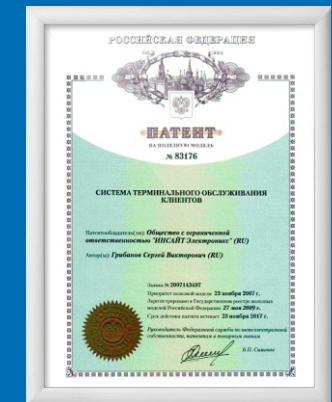 РОССИЙСКАЯ ФЕДЕРАЦИЯ
ПАТЕНТ
НА ПОЛЕЗНУЮ МОДЕЛЬ
№ 83176
СИСТЕМА ТЕРМИНАЛЬНОГО ОБСЛУЖИВАНИЯ
КЛИЕНТОВ
Патентообладатель(ли): Общество с ограниченной
ответственностью "ИНСАЙТ Электроникс" (RU)
Автор(ы): Грибанов Сергей Викторович (RU)
Заявка № 2007143437
Приоритет полезной модели 23 ноября 2007 г.
Зарегистрировано в Государственном реестре полезных
моделей Российской Федерации 27 мая 2009 г.
Срок действия патента истекает 23 ноября 2017 г.
Руководитель Федеральной службы по интеллектуальной
собственности, патентам и товарным знакам
Б.П. Симонов